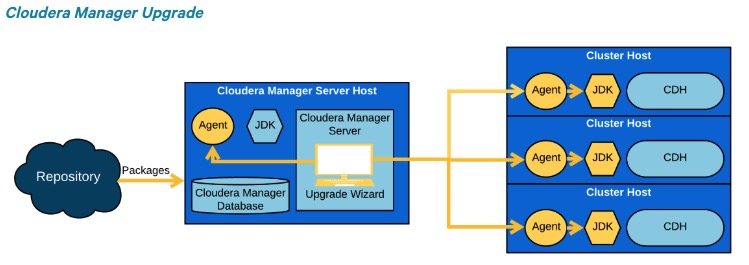 Cloudera Manager Upgrade
Repository
Packages
Cloudera Manager Server Host
Agent
JDK
Cloudera Manager
Server
Upgrade Wizard
Cloudera Manager
Database
Cluster Host
Agent
JDK
CDH
Cluster Host
Agent
JDK
CDH
Cluster Host
Agent
JDK
CDH